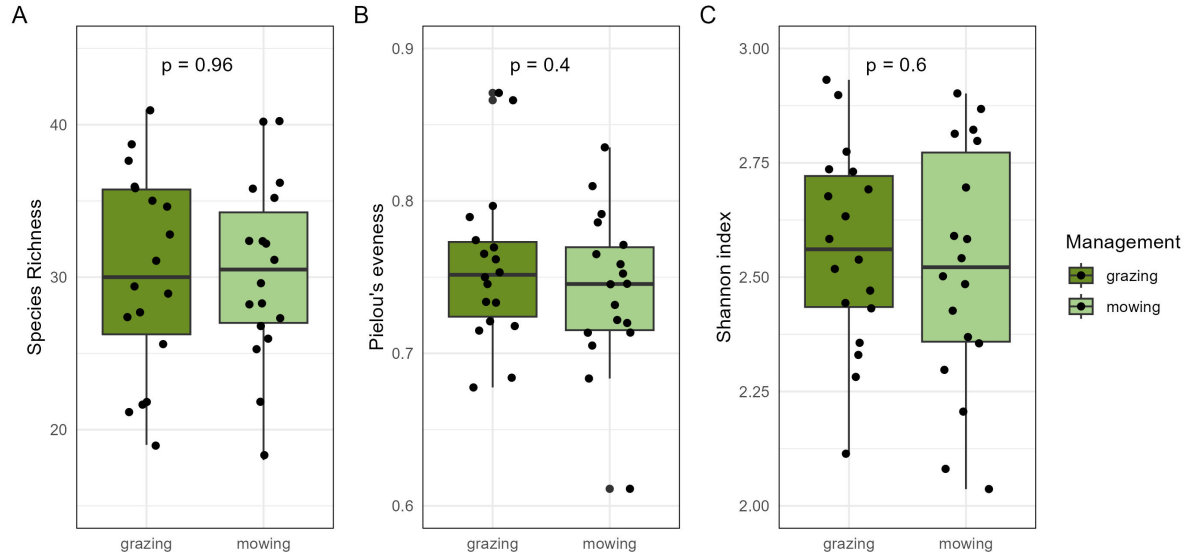 A
B
C
p = 0.96
p = 0.4
p = 0.6
Species Richness
40
30
20
grazing
mowing
Pielou's eveness
0.9
0.8
0.7
0.6
grazing
mowing
Shannon index
3.00
2.75
2.50
2.25
2.00
grazing
mowing
Management
grazing
mowing